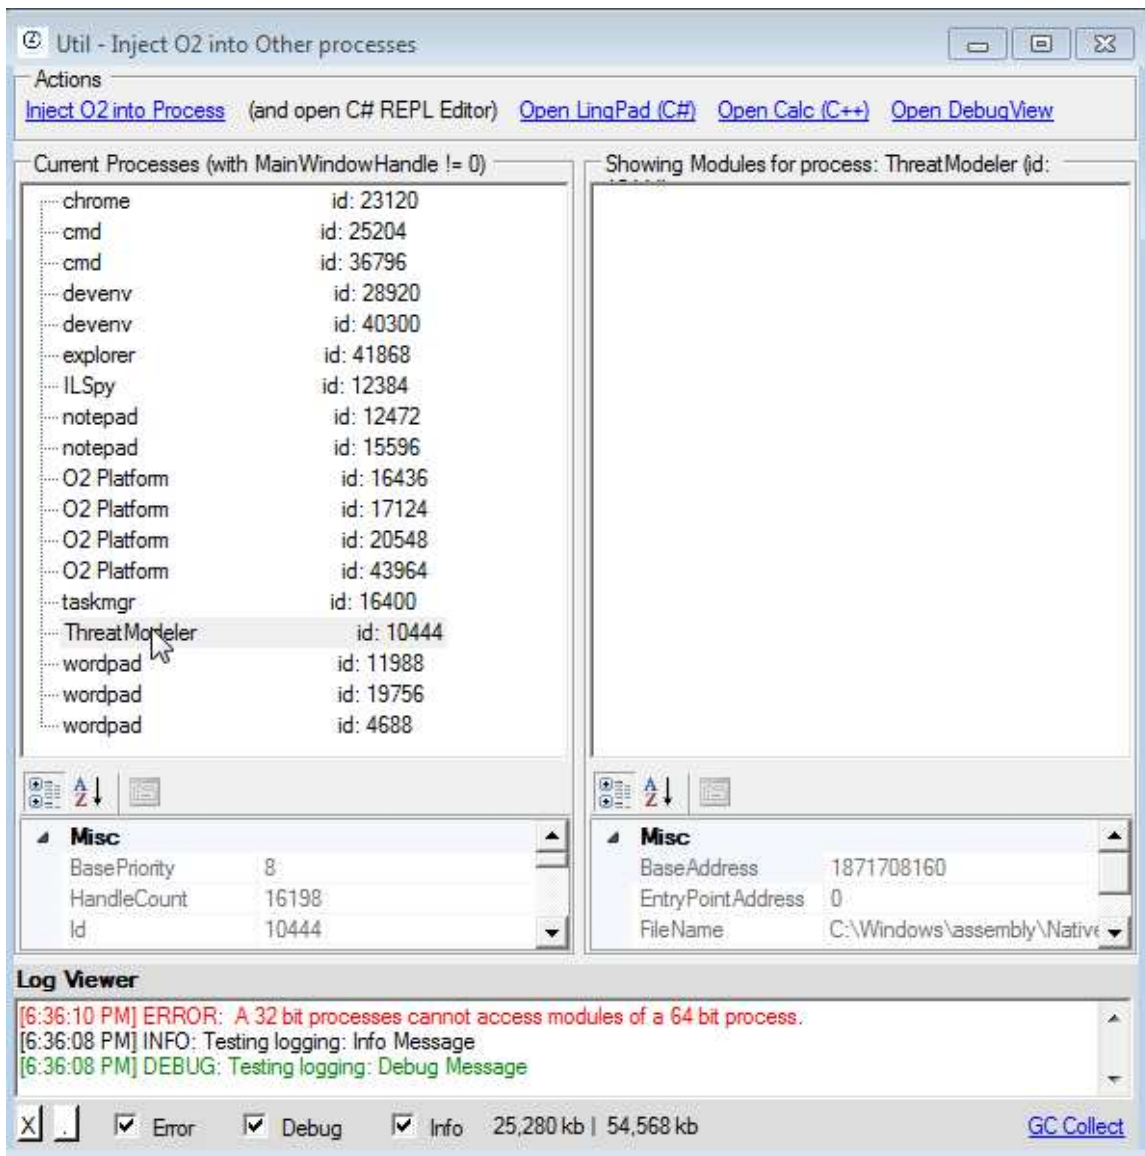 Util - Inject O2 into Other processes
Actions
Inject O2 into Process (and open C# REPL Editor) Open LinqPad (C#) Open Calc (C++) Open DebugView
Current Processes (with MainWindowHandle != 0)
chrome id: 23120
cmd id: 25204
cmd id: 36796
devenv id: 28920
devenv id: 40300
explorer id: 41868
ILSpy id: 12384
notepad id: 12472
notepad id: 15596
O2 Platform id: 16436
O2 Platform id: 17124
O2 Platform id: 20548
O2 Platform id: 43964
taskmgr id: 16400
ThreatModeler id: 10444
wordpad id: 11988
wordpad id: 19756
wordpad id: 4688
Misc
BasePriority 8
HandleCount 16198
Id 10444
Showing Modules for process: ThreatModeler (id:
Misc
BaseAddress 1871708160
EntryPointAddress 0
FileName C:\Windows\assembly\Native
Log Viewer
[6:36:10 PM] ERROR: A 32 bit processes cannot access modules of a 64 bit process.
[6:36:08 PM] INFO: Testing logging: Info Message
[6:36:08 PM] DEBUG: Testing logging: Debug Message
X . Error Debug Info 25,280 kb | 54,568 kb GC Collect